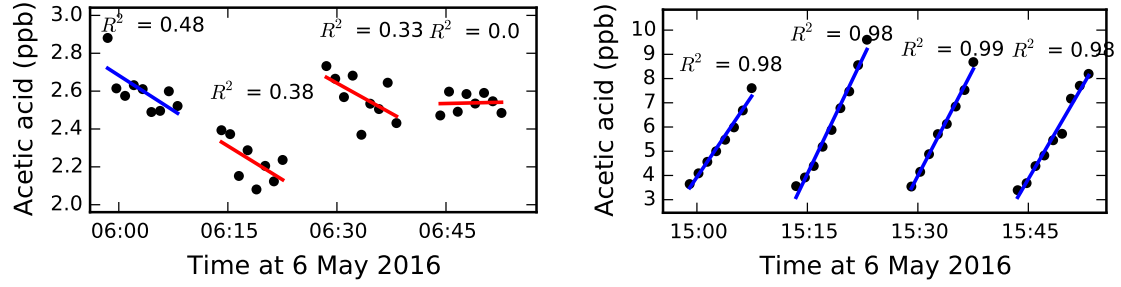 Acetic acid (ppb)
3.0
2.8
2.6
2.4
2.2
2.0
R² = 0.48
R² = 0.38
R² = 0.33
R² = 0.0
06:00 06:15 06:30 06:45
Time at 6 May 2016
Acetic acid (ppb)
10
9
8
7
6
5
4
3
R² = 0.98
R² = 0.98
R² = 0.99
R² = 0.98
15:00 15:15 15:30 15:45
Time at 6 May 2016